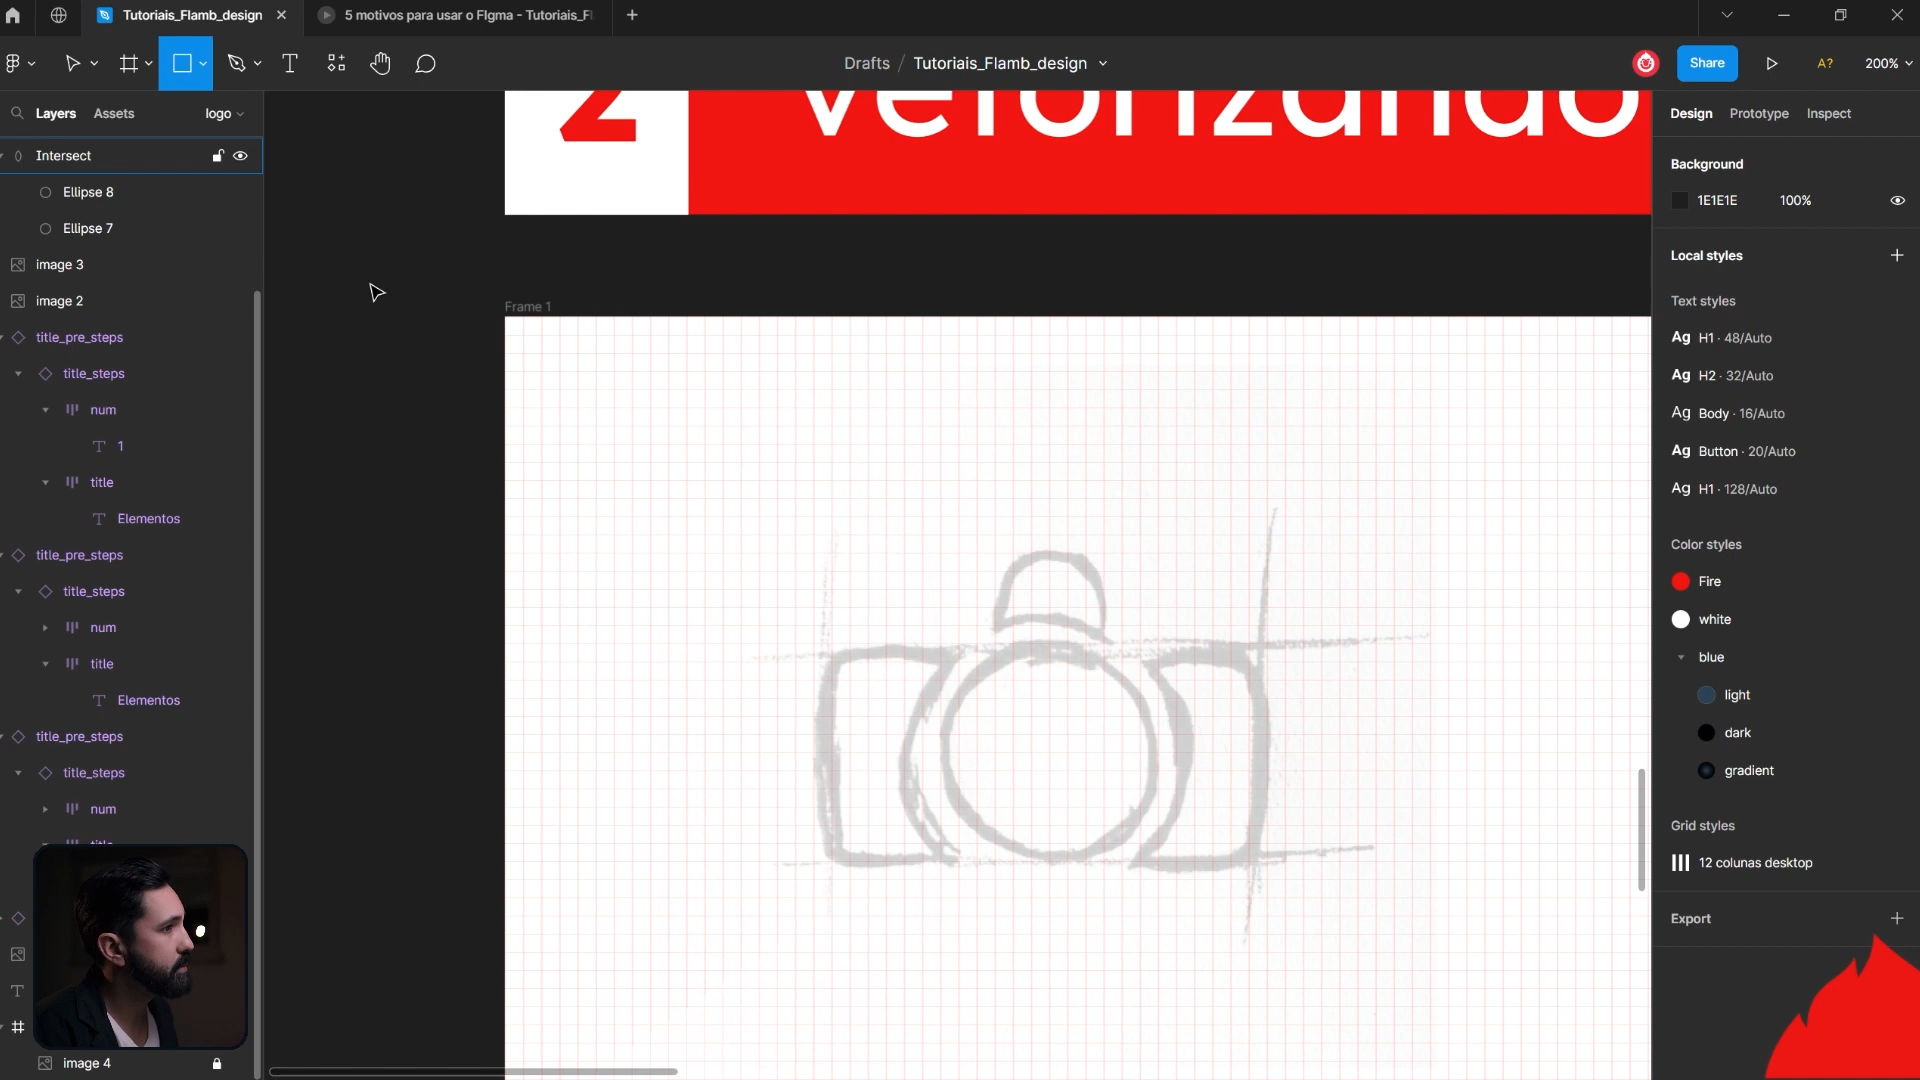 Tutoriais_Flamb_design
5 motivos para usar o FIgma - Tutoriais_F
Drafts / Tutoriais_Flamb_design
Share
A?
200%
Layers
Assets
logo
Design
Prototype
Inspect
Intersect
Ellipse 8
Ellipse 7
image 3
image 2
title_pre_steps
title_steps
num
1
title
Elementos
title_pre_steps
title_steps
num
title
Elementos
title_pre_steps
title_steps
num
image 4
2
Vetorizando
Frame 1
Background
1E1E1E
100%
Local styles
Text styles
Ag H1 · 48/Auto
Ag H2 · 32/Auto
Ag Body · 16/Auto
Ag Button · 20/Auto
Ag H1 · 128/Auto
Color styles
Fire
white
blue
light
dark
gradient
Grid styles
12 colunas desktop
Export